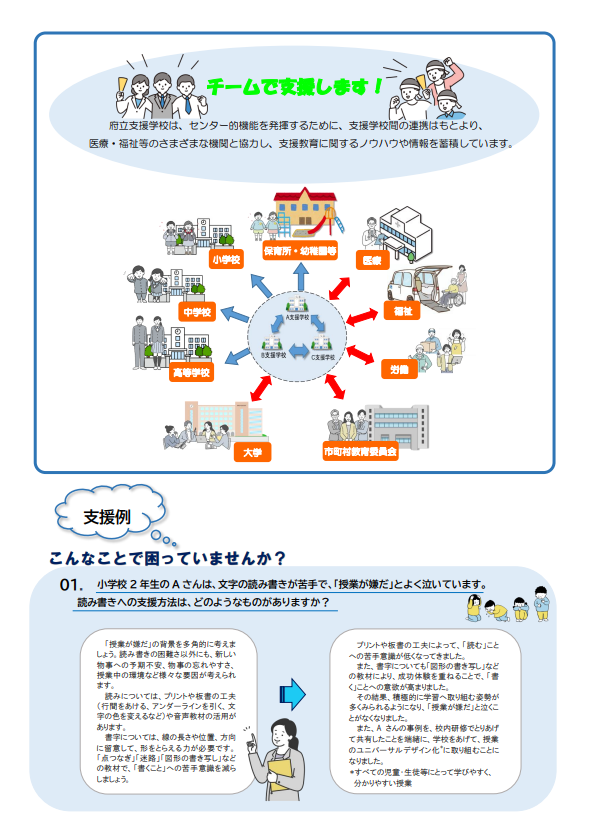 チームで支援します！
府立支援学校は、センター的機能を発揮するために、支援学校間の連携はもとより、
医療・福祉等のさまざまな機関と協力し、支援教育に関するノウハウや情報を蓄積しています。
小学校
保育所・幼稚園等
医療
中学校
福祉
A支援学校
B支援学校
C支援学校
高等学校
労働
大学
市町村教育委員会
支援例
こんなことで困っていませんか？
01. 小学校２年生のＡさんは、文字の読み書きが苦手で、「授業が嫌だ」とよく泣いています。
読み書きへの支援方法は、どのようなものがありますか？
「授業が嫌だ」の背景を多角的に考えま
しょう。読み書きの困難さ以外にも、新しい
物事への予期不安、物事の忘れやすさ、
授業中の環境など様々な要因が考えられ
ます。
読みについては、プリントや板書の工夫
（行間をあける、アンダーラインを引く、文
字の色を変えるなど）や音声教材の活用が
あります。
書字については、線の長さや位置、方向
に留意して、形をとらえる力が必要です。
「点つなぎ」「迷路」「図形の書き写し」など
の教材で、「書くこと」への苦手意識を減ら
しましょう。
プリントや板書の工夫によって、「読む」こと
への苦手意識が低くなってきました。
また、書字についても「図形の書き写し」など
の教材により、成功体験を重ねることで、「書
く」ことへの意欲が高まりました。
その結果、積極的に学習へ取り組む姿勢が
多くみられるようになり、「授業が嫌だ」と泣くこ
とがなくなりました。
また、Ａさんの事例を、校内研修でとりあげ
て共有したことを端緒に、学校をあげて、授業
のユニバーサルデザイン化*に取り組むことに
なりました。
*すべての児童・生徒等にとって学びやすく、
分かりやすい授業